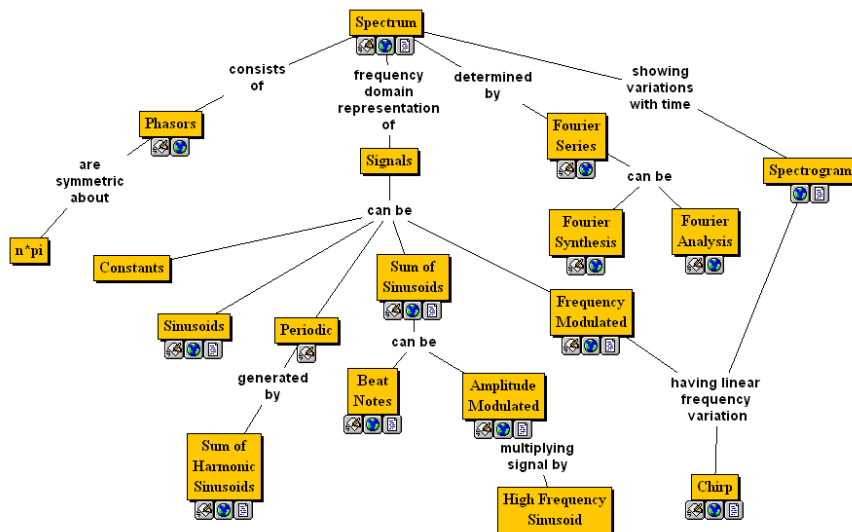 Spectrum
consists
of
frequency
domain
representation
of
determined
by
showing
variations
with time
Phasors
Fourier
Series
are
symmetric
about
Signals
can be
Spectrogram
n*pi
can be
Fourier
Synthesis
Fourier
Analysis
Constants
Sum of
Sinusoids
Frequency
Modulated
Sinusoids
Periodic
can be
generated
by
Beat
Notes
Amplitude
Modulated
having linear
frequency
variation
Sum of
Harmonic
Sinusoids
multiplying
signal by
Chirp
High Frequency
Sinusoid